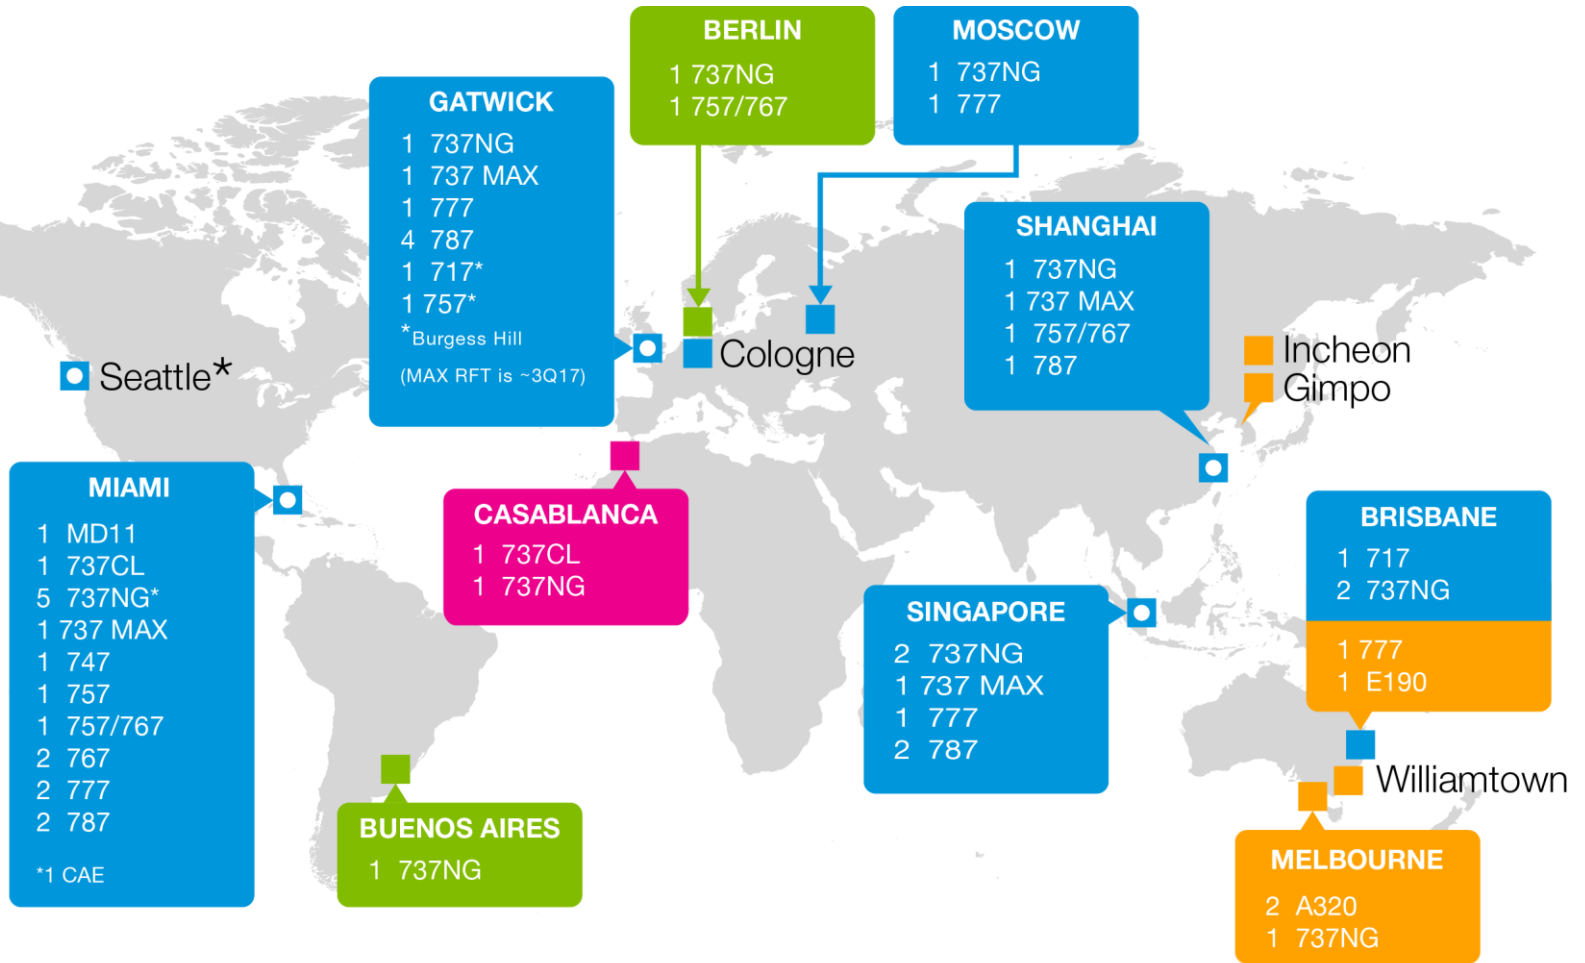 BERLIN
1 737NG
1 757/767
MOSCOW
1 737NG
1 777
GATWICK
1 737NG
1 737 MAX
1 777
4 787
1 717*
1 757*
*Burgess Hill
(MAX RFT is ~3Q17)
SHANGHAI
1 737NG
1 737 MAX
1 757/767
1 787
Seattle*
Cologne
Incheon
Gimpo
MIAMI
1 MD11
1 737CL
5 737NG*
1 737 MAX
1 747
1 757
1 757/767
2 767
2 777
2 787
*1 CAE
CASABLANCA
1 737CL
1 737NG
BRISBANE
1 717
2 737NG
1 777
1 E190
SINGAPORE
2 737NG
1 737 MAX
1 777
2 787
Williamtown
BUENOS AIRES
1 737NG
MELBOURNE
2 A320
1 737NG